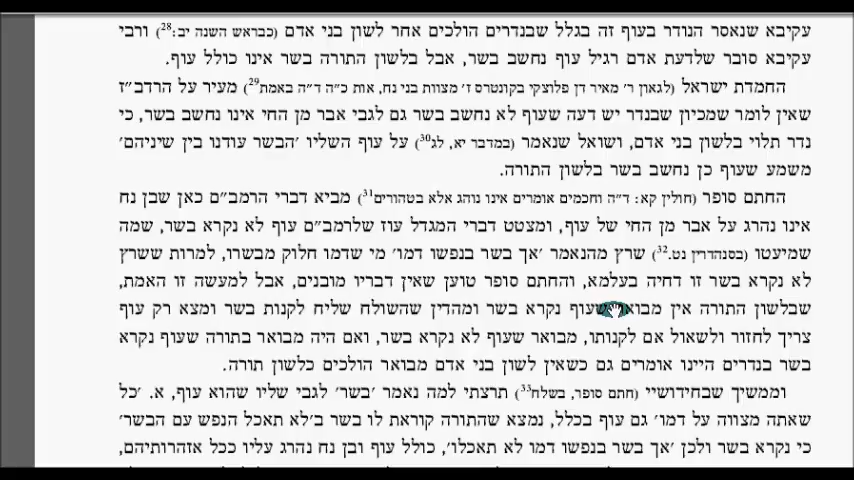 עקיבא שנאסר הנודר בעוף זה בגלל שבנדרים הולכים אחר לשון בני אדם (כבראש השנה יב:28) ורבי
עקיבא סובר שלדעת אדם רגיל עוף נחשב בשר, אבל בלשון התורה בשר אינו כולל עוף.
החמדת ישראל (לגאון ר' מאיר דן פלוצקי בקונטרס ז' מצוות בני נח, אות כ"ה ד"ה באמת29) מעיר על הרדב"ז
שאין לומר שמכיון שבנדר יש דעה שעוף לא נחשב בשר גם לגבי אבר מן החי אינו נחשב בשר, כי
נדר תלוי בלשון בני אדם, ושואל שנאמר (במדבר יא, לג30) על עוף השליו 'הבשר עודנו בין שיניהם'
משמע שעוף כן נחשב בשר בלשון התורה.
החתם סופר (חולין קא: ד"ה וחכמים אומרים אינו נוהג אלא בטהורים31) מביא דברי הרמב"ם כאן שבן נח
אינו נהרג על אבר מן החי של עוף, ומצטט דברי המגדל עוז שלרמב"ם עוף לא נקרא בשר, שמה
שמיעטו (בסנהדרין נט.32) שרץ מהנאמר 'אך בשר בנפשו דמו' מי שדמו חלוק מבשרו, למרות ששרץ
לא נקרא בשר זו דחיה בעלמא, והחתם סופר טוען שאין דבריו מובנים, אבל למעשה זו האמת,
שבלשון התורה אין שעוף נקרא בשר ומהדין שהשולח שליח לקנות בשר ומצא רק עוף
צריך לחזור ולשאול אם לקנותו, מבואר שעוף לא נקרא בשר, ואם היה מבואר בתורה שעוף נקרא
בשר בנדרים היינו אומרים גם כשאין לשון בני אדם מבואר הולכים כלשון תורה.
וממשיך שבחידושיי (חתם סופר, בשלח33) תרצתי למה נאמר 'בשר' לגבי שליו שהוא עוף, א. 'כל
שאתה מצווה על דמו' גם עוף בכלל, נמצא שהתורה קוראת לו בשר ב'לא תאכל הנפש עם הבשר'
כי נקרא בשר ולכן 'אך בשר בנפשו דמו לא תאכלו', כולל עוף ובן נח נהרג עליו ככל אזהרותיהם,